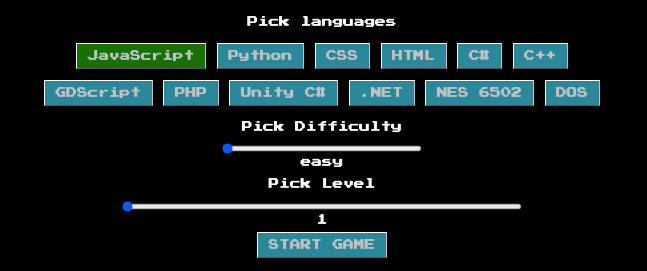 Pick languages
JavaScript Python CSS HTML C# C++
GDScript PHP Unity C# .NET NES 6502 DOS
Pick Difficulty
easy
Pick Level
1
START GAME